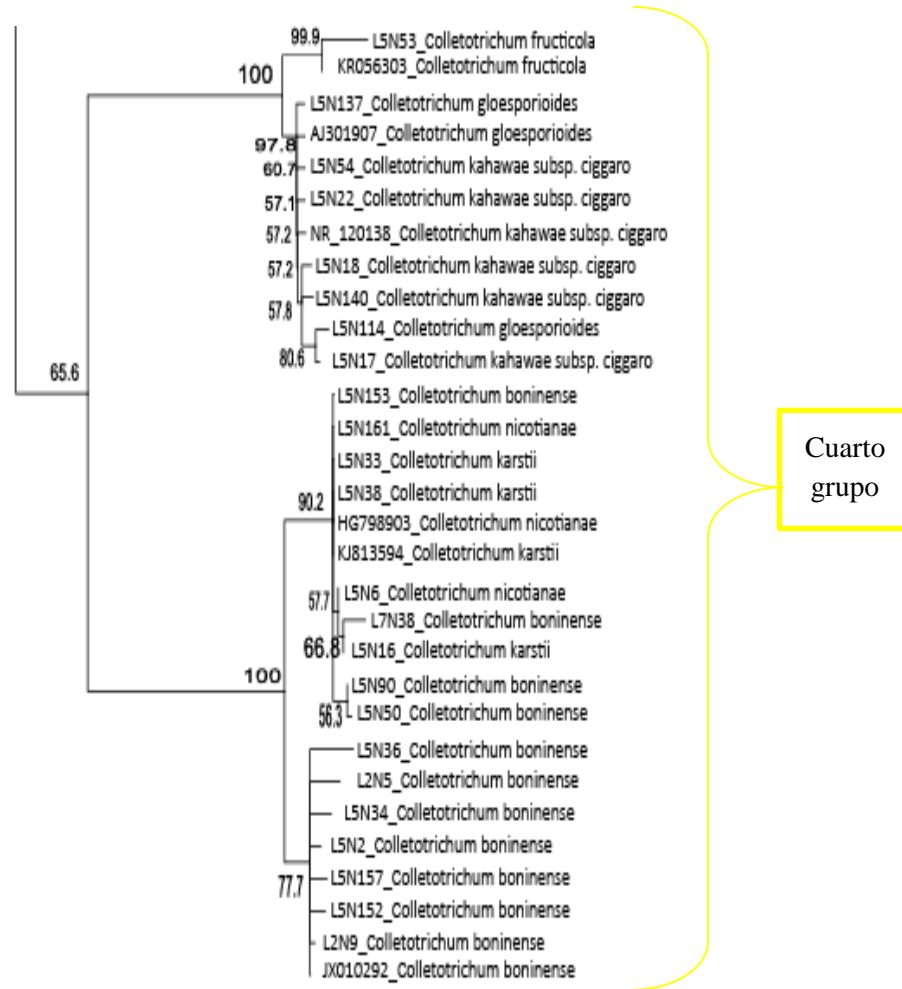 99.9
L5N53_Colletotrichum fructicola
KR056303_Colletotrichum fructicola
100
L5N137_Colletotrichum gloesporioides
AJ301907_Colletotrichum gloesporioides
97.8
60.7
L5N54_Colletotrichum kahawae subsp. ciggaro
57.1
L5N22_Colletotrichum kahawae subsp. ciggaro
57.2
NR_120138_Colletotrichum kahawae subsp. ciggaro
57.2
L5N18_Colletotrichum kahawae subsp. ciggaro
57.8
L5N140_Colletotrichum kahawae subsp. ciggaro
L5N114_Colletotrichum gloesporioides
80.6
L5N17_Colletotrichum kahawae subsp. ciggaro
65.6
L5N153_Colletotrichum boninense
L5N161_Colletotrichum nicotianae
L5N33_Colletotrichum karstii
L5N38_Colletotrichum karstii
90.2
HG798903_Colletotrichum nicotianae
KJ813594_Colletotrichum karstii
57.7
L5N6_Colletotrichum nicotianae
L7N38_Colletotrichum boninense
66.8
L5N16_Colletotrichum karstii
100
L5N90_Colletotrichum boninense
56.3
L5N50_Colletotrichum boninense
L5N36_Colletotrichum boninense
L2N5_Colletotrichum boninense
L5N34_Colletotrichum boninense
L5N2_Colletotrichum boninense
77.7
L5N157_Colletotrichum boninense
L5N152_Colletotrichum boninense
L2N9_Colletotrichum boninense
JX010292_Colletotrichum boninense
Cuarto
grupo